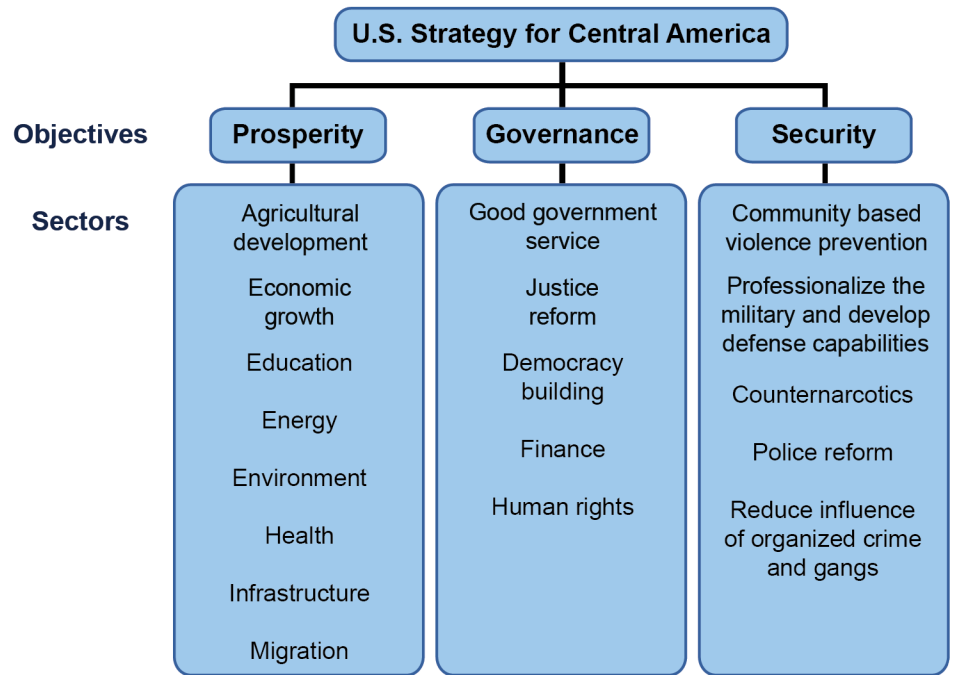 U.S. Strategy for Central America
Objectives
Prosperity
Governance
Security
Sectors
Agricultural
development
Economic
growth
Education
Energy
Environment
Health
Infrastructure
Migration
Good government
service
Justice
reform
Democracy
building
Finance
Human rights
Community based
violence prevention
Professionalize the
military and develop
defense capabilities
Counternarcotics
Police reform
Reduce influence
of organized crime
and gangs